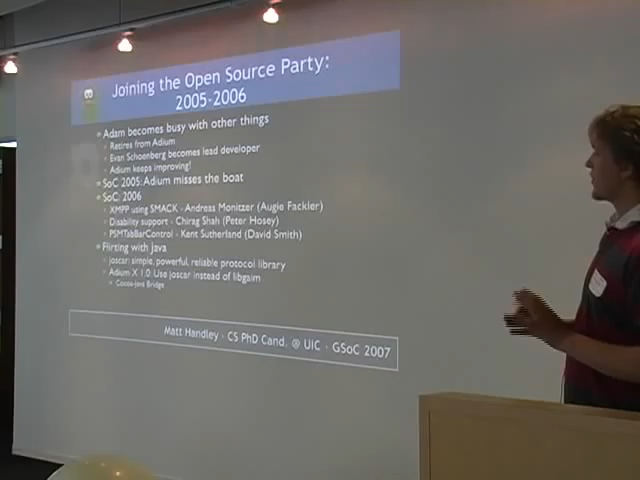 Joining the Open Source Party:
2005-2006
Adam becomes busy with other things
Retires from Adium
Evan Schoenberg becomes lead developer
Adium keeps improving!
SoC 2005: Adium misses the boat
SoC: 2006
XMPP using SMACK - Andreas Monitzer (Augie Fackler)
Disability support - Chirag Shah (Peter Hosey)
PSMTabBarControl - Kent Sutherland (David Smith)
Flirting with java
joscar: simple, powerful, reliable protocol library
Adium X 1.0: Use joscar instead of libgaim
Cocoa-Java Bridge
Matt Handley - CS PhD Cand. @ UIC - GSoC 2007